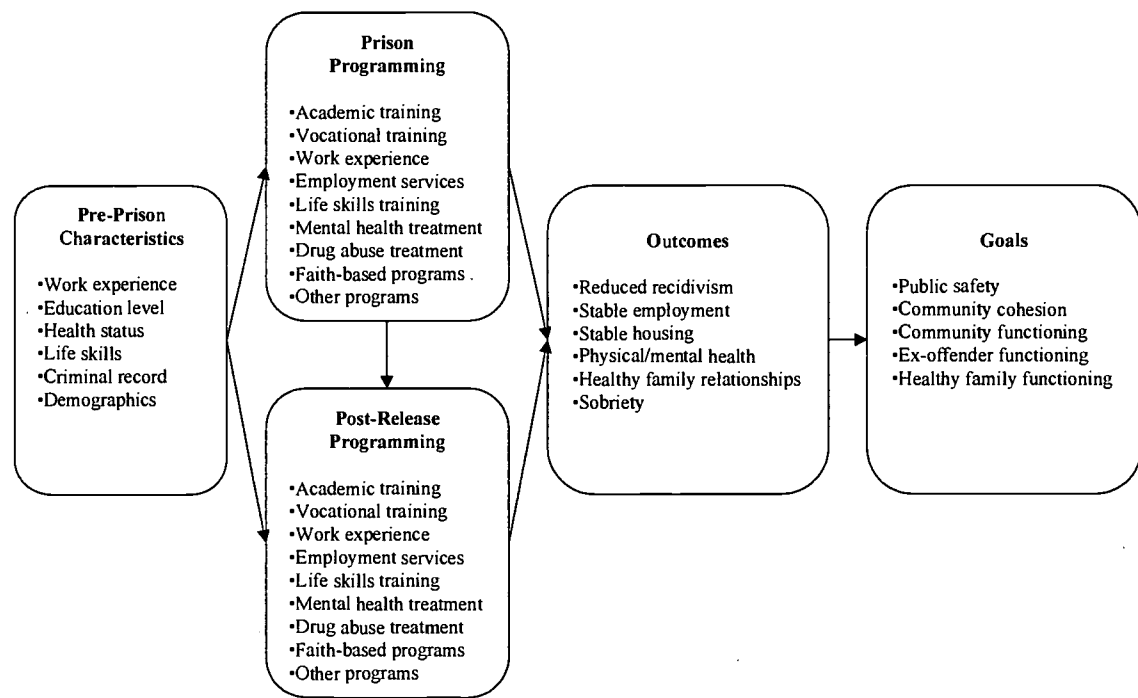 Pre-Prison
Characteristics
•Work experience
•Education level
•Health status
•Life skills
•Criminal record
•Demographics
Prison
Programming
•Academic training
•Vocational training
•Work experience
•Employment services
•Life skills training
•Mental health treatment
•Drug abuse treatment
•Faith-based programs
•Other programs
Post-Release
Programming
•Academic training
•Vocational training
•Work experience
•Employment services
•Life skills training
•Mental health treatment
•Drug abuse treatment
•Faith-based programs
•Other programs
Outcomes
•Reduced recidivism
•Stable employment
•Stable housing
•Physical/mental health
•Healthy family relationships
•Sobriety
Goals
•Public safety
•Community cohesion
•Community functioning
•Ex-offender functioning
•Healthy family functioning